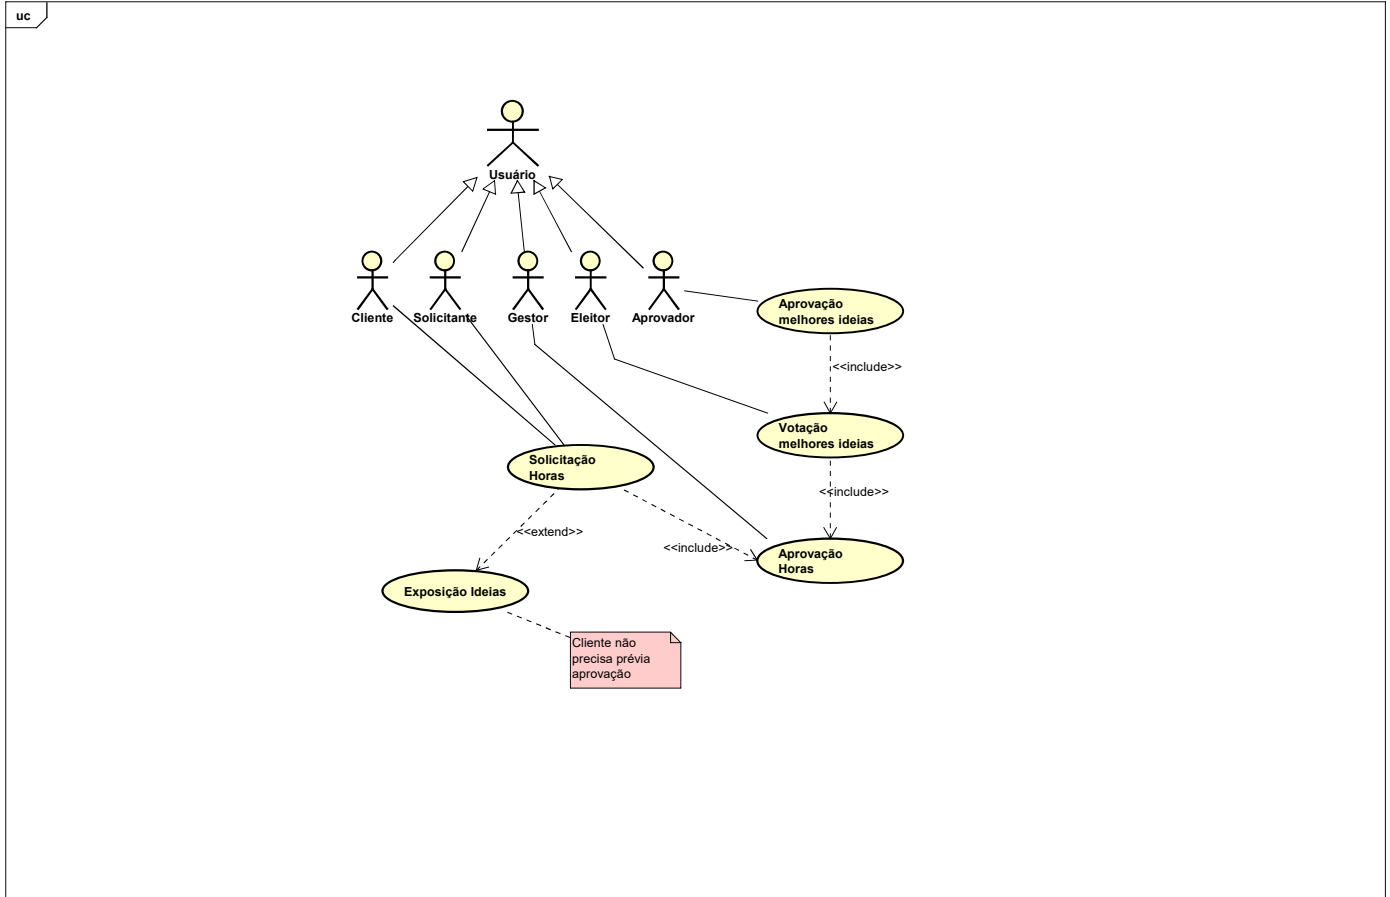 uc
Usuário
Cliente
Solicitante
Gestor
Eleitor
Aprovador
Aprovação
melhores ideias
<<include>>
Votação
melhores ideias
Solicitação
Horas
<<include>>
<<extend>>
<<include>>
Aprovação
Horas
Exposição Ideias
Cliente não
precisa prévia
aprovação